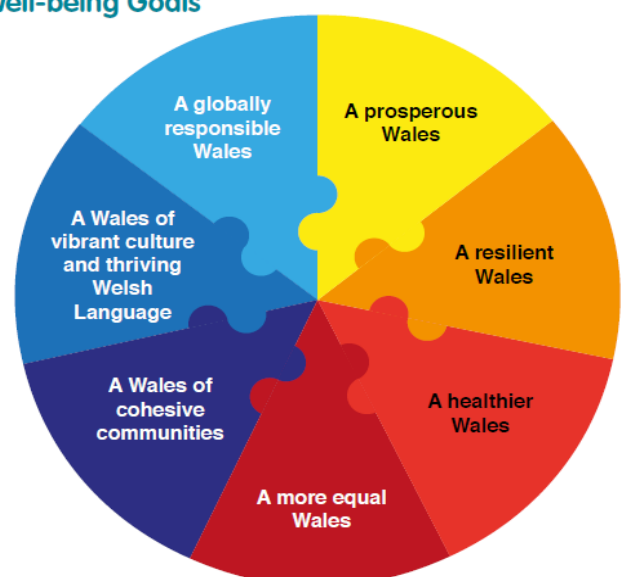 Well-being Goals
A prosperous
Wales
A resilient
Wales
A healthier
Wales
A more equal
Wales
A Wales of
cohesive
communities
A Wales of
vibrant culture
and thriving
Welsh
Language
A globally
responsible
Wales